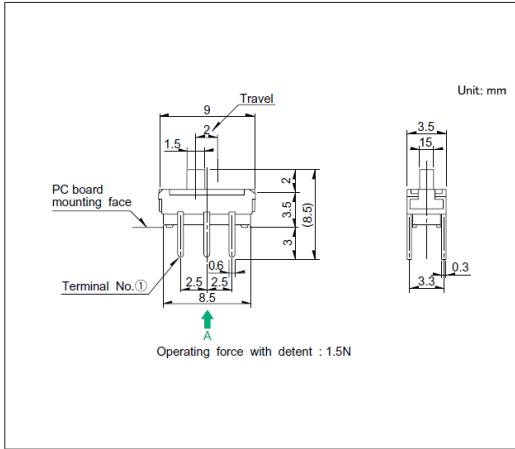 Unit: mm
Travel
9
2
1.5
3.5
15
PC board
mounting face
2
3.5
(8.5)
3
0.6
0.3
Terminal No.①
2.5 2.5
3.3
8.5
A
Operating force with detent : 1.5N